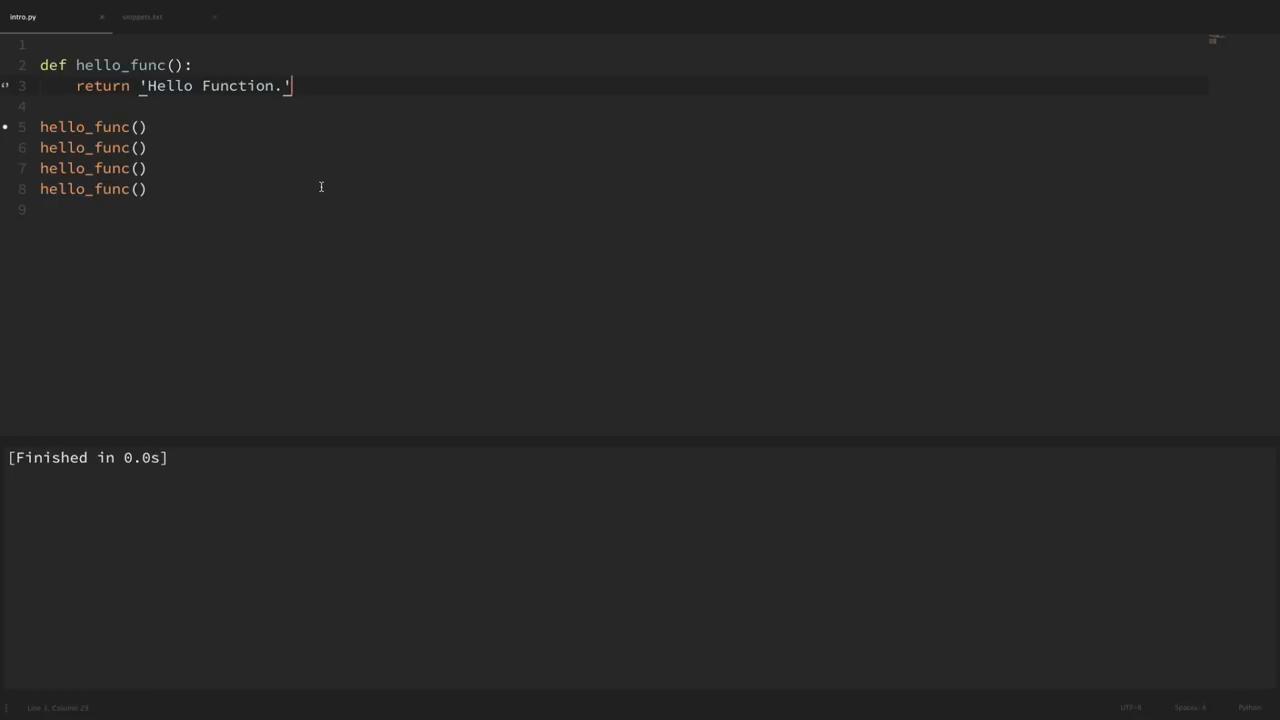 intro.py × snippets.txt ×
1
2 def hello_func():
3 return 'Hello Function.'
4
5 hello_func()
6 hello_func()
7 hello_func()
8 hello_func()
9
[Finished in 0.0s]
Line 3, Column 29 UTF-8 Spaces: 4 Python